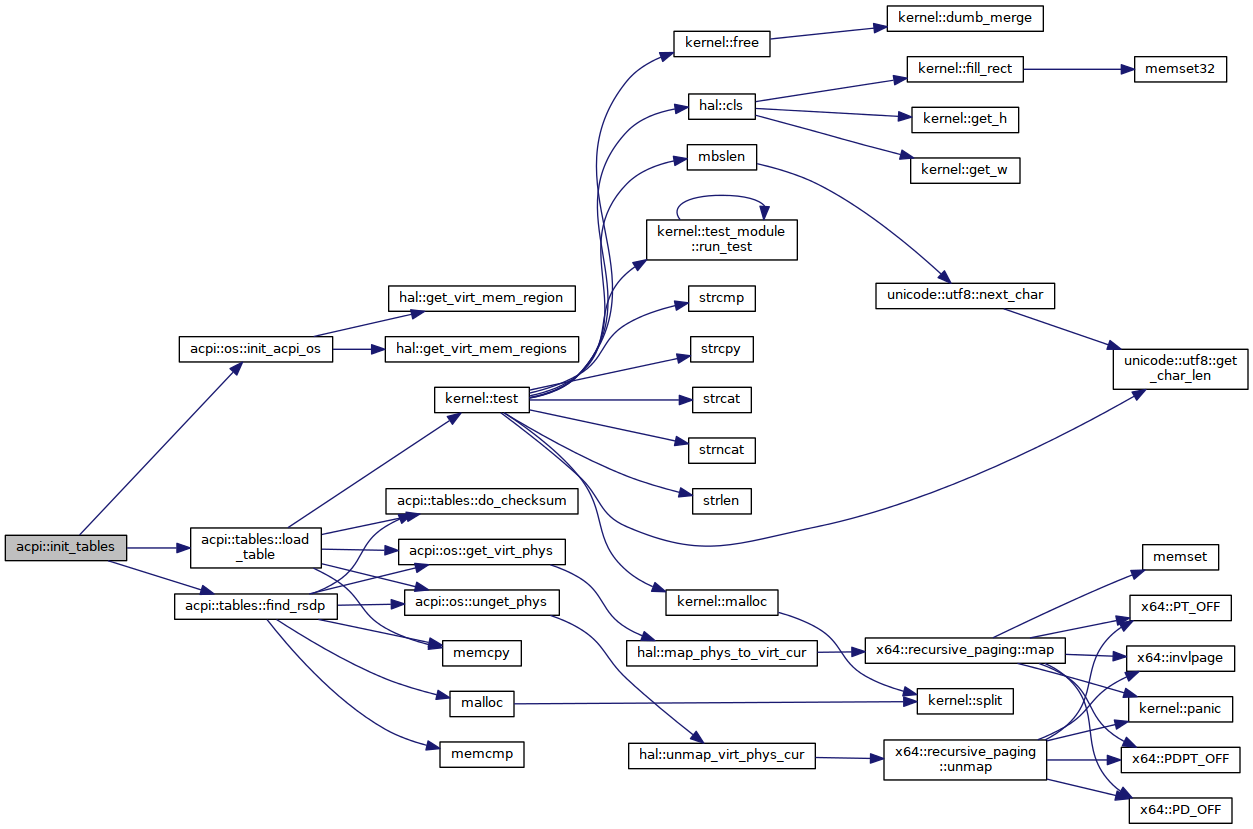 kernel::dumb_merge
kernel::free
kernel::fill_rect
memset32
hal::cls
kernel::get_h
mbslen
kernel::get_w
kernel::test_module
::run_test
hal::get_virt_mem_region
strcmp
unicode::utf8::next_char
acpi::os::init_acpi_os
hal::get_virt_mem_regions
strcpy
unicode::utf8::get
_char_len
kernel::test
strcat
strncat
acpi::tables::do_checksum
strlen
acpi::init_tables
acpi::tables::load
_table
acpi::os::get_virt_phys
memset
acpi::tables::find_rsdp
acpi::os::unget_phys
kernel::malloc
x64::PT_OFF
memcpy
hal::map_phys_to_virt_cur
x64::recursive_paging::map
x64::invlpage
malloc
kernel::split
kernel::panic
memcmp
hal::unmap_virt_phys_cur
x64::recursive_paging
::unmap
x64::PDPT_OFF
x64::PD_OFF